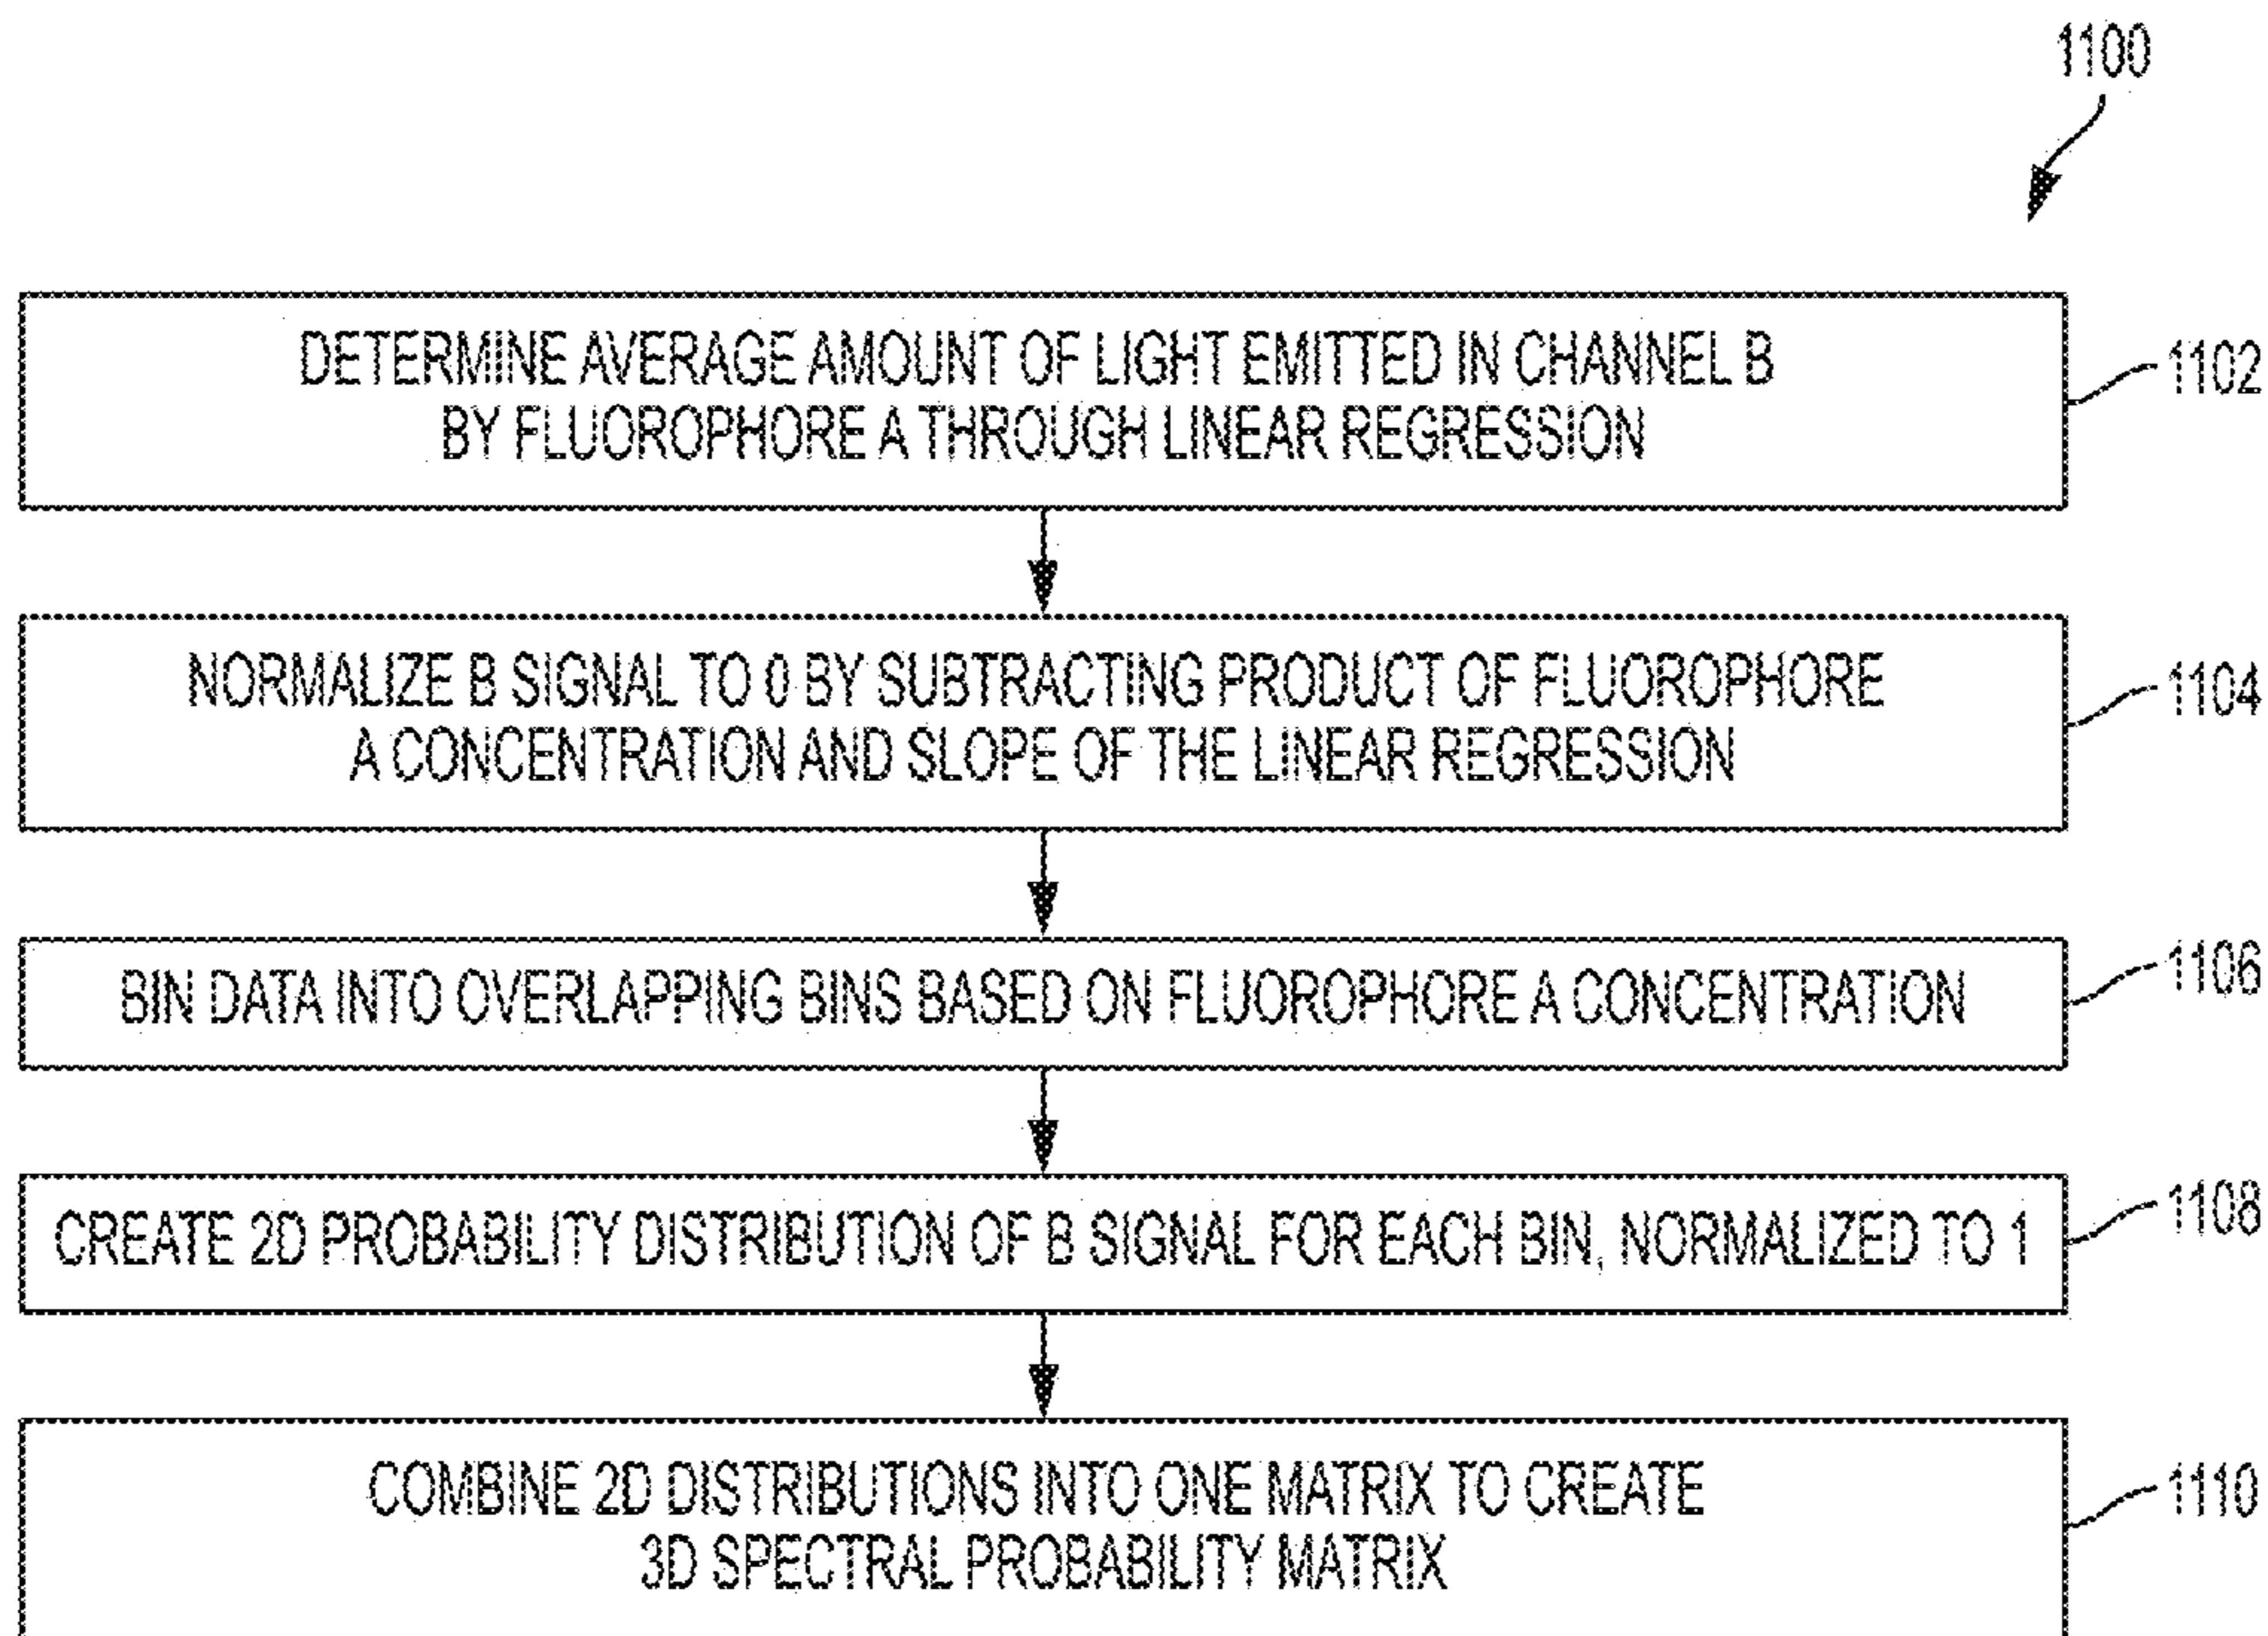 1100
DETERMINE AVERAGE AMOUNT OF LIGHT EMITTED IN CHANNEL B
BY FLUOROPHORE A THROUGH LINEAR REGRESSION
1102
NORMALIZE B SIGNAL TO 0 BY SUBTRACTING PRODUCT OF FLUOROPHORE
A CONCENTRATION AND SLOPE OF THE LINEAR REGRESSION
1104
BIN DATA INTO OVERLAPPING BINS BASED ON FLUOROPHORE A CONCENTRATION
1106
CREATE 2D PROBABILITY DISTRIBUTION OF B SIGNAL FOR EACH BIN, NORMALIZED TO 1
1108
COMBINE 2D DISTRIBUTIONS INTO ONE MATRIX TO CREATE
3D SPECTRAL PROBABILITY MATRIX
1110